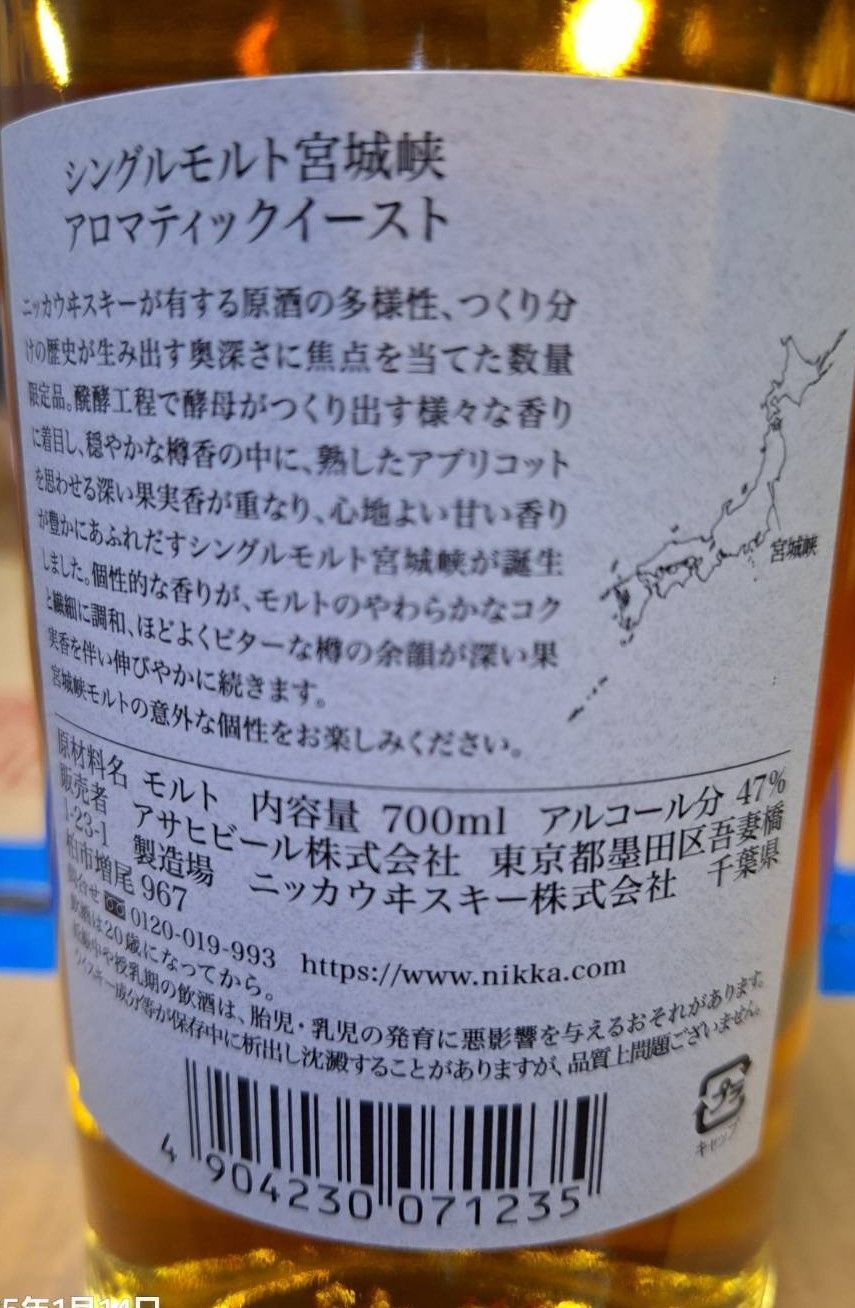 シングルモルト宮城峡
アロマティックイースト
ニッカウヰスキーが有する原酒の多様性、つくり分
けの歴史が生み出す奥深さに焦点を当てた数量
限定品。醗酵工程で酵母がつくり出す様々な香り
に着目し、穏やかな樽香の中に、熟したアプリコット
を思わせる深い果実香が重なり、心地よい甘い香り
が豊かにあふれだすシングルモルト宮城峡が誕生
しました。個性的な香りが、モルトのやわらかなコク
と繊細に調和、ほどよくビターな樽の余韻が深い果
実香を伴い伸びやかに続きます。
宮城峡モルトの意外な個性をお楽しみください。
宮城峡
原材料名 モルト 内容量 700ml アルコール分 47%
販売者 アサヒビール株式会社 東京都墨田区吾妻橋
1-23-1 製造場 ニッカウヰスキー株式会社 千葉県
柏市増尾 967
問合せ 0120-019-993 https://www.nikka.com
飲酒は20歳になってから。
妊娠中や授乳期の飲酒は、胎児・乳児の発育に悪影響を与えるおそれがあります。
ウイスキー成分等が保存中に析出し沈澱することがありますが、品質上問題ございません。
プラ
キャップ
4 904230 071235
5年1月14日